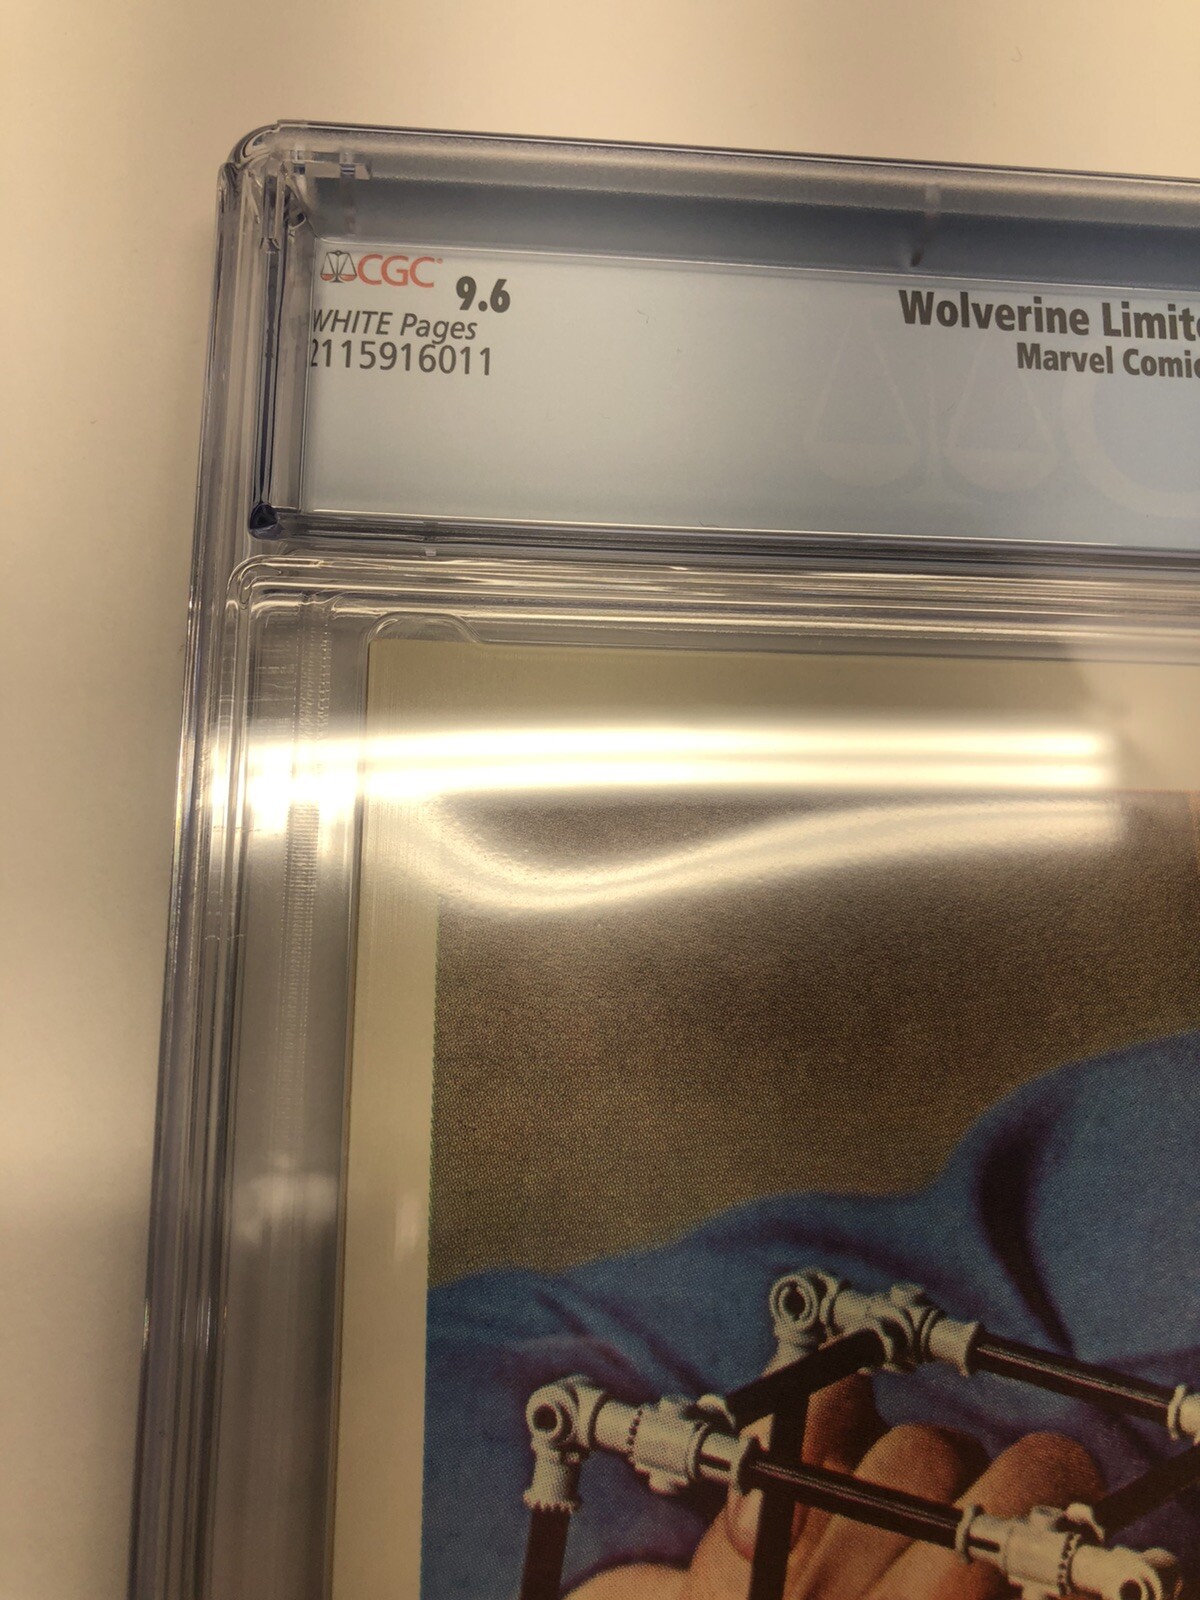 CGC 9.6
WHITE Pages
2115916011
Wolverine Limite
Marvel Comic